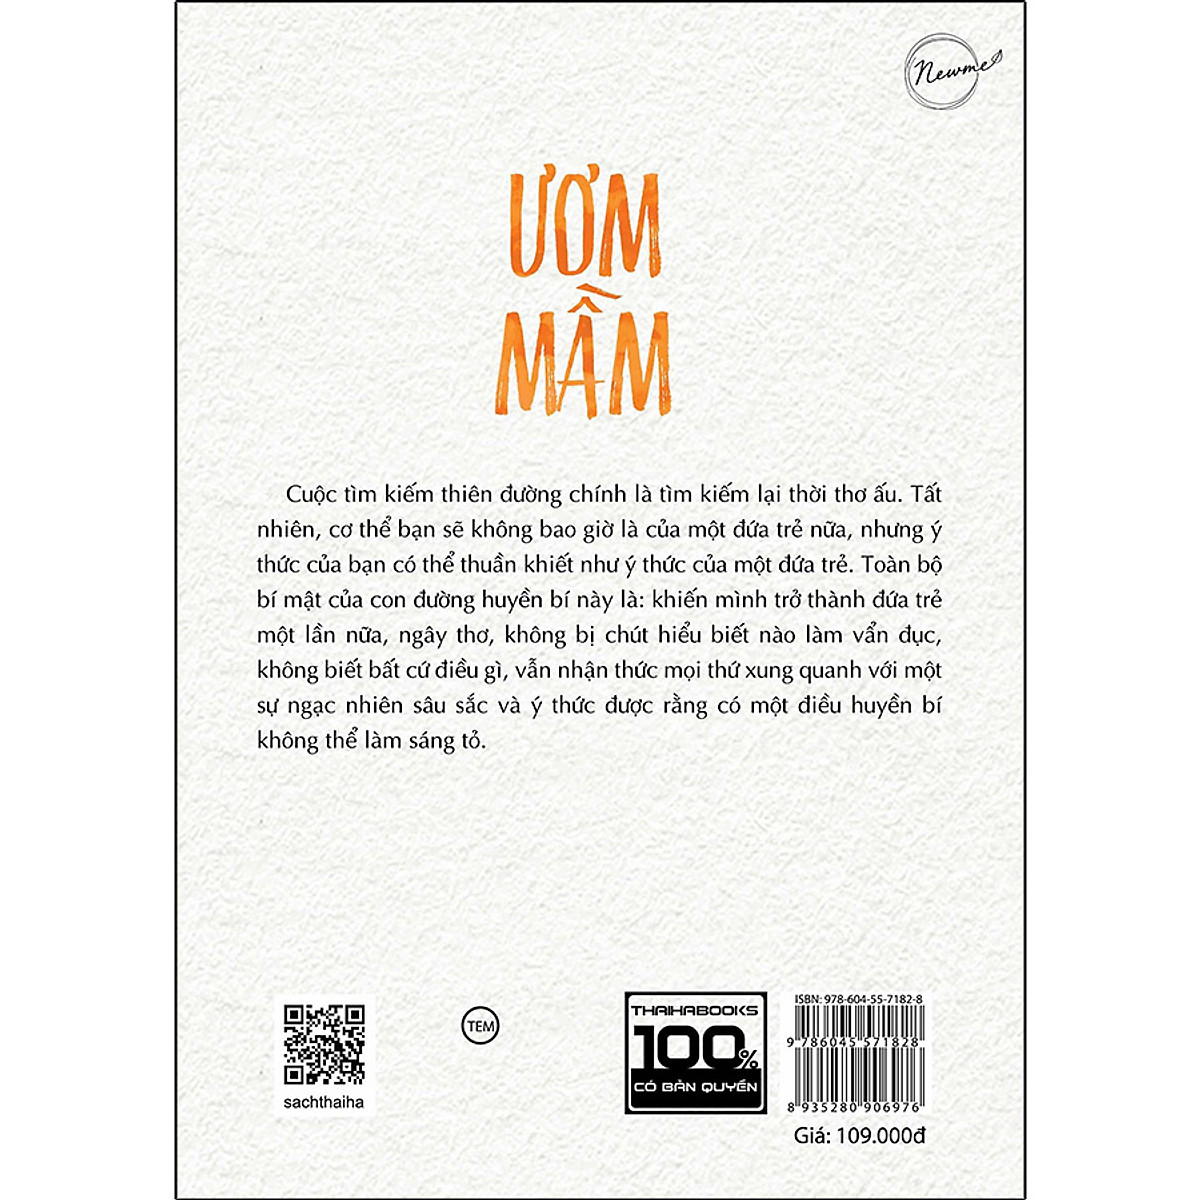 Newme
ƯƠM
MẦM
Cuộc tìm kiếm thiên đường chính là tìm kiếm lại thời thơ ấu. Tất
nhiên, cơ thể bạn sẽ không bao giờ là của một đứa trẻ nữa, nhưng ý
thức của bạn có thể thuần khiết như ý thức của một đứa trẻ. Toàn bộ
bí mật của con đường huyền bí này là: khiến mình trở thành đứa trẻ
một lần nữa, ngây thơ, không bị chút hiểu biết nào làm vẩn đục,
không biết bất cứ điều gì, vẫn nhận thức mọi thứ xung quanh với một
sự ngạc nhiên sâu sắc và ý thức được rằng có một điều huyền bí
không thể làm sáng tỏ.
sachthaiha
TEM
THAIHABOOKS
100%
CÓ BẢN QUYỀN
ISBN: 978-604-55-7182-8
9 786045 571828
8 935280 906976
Giá: 109.000đ